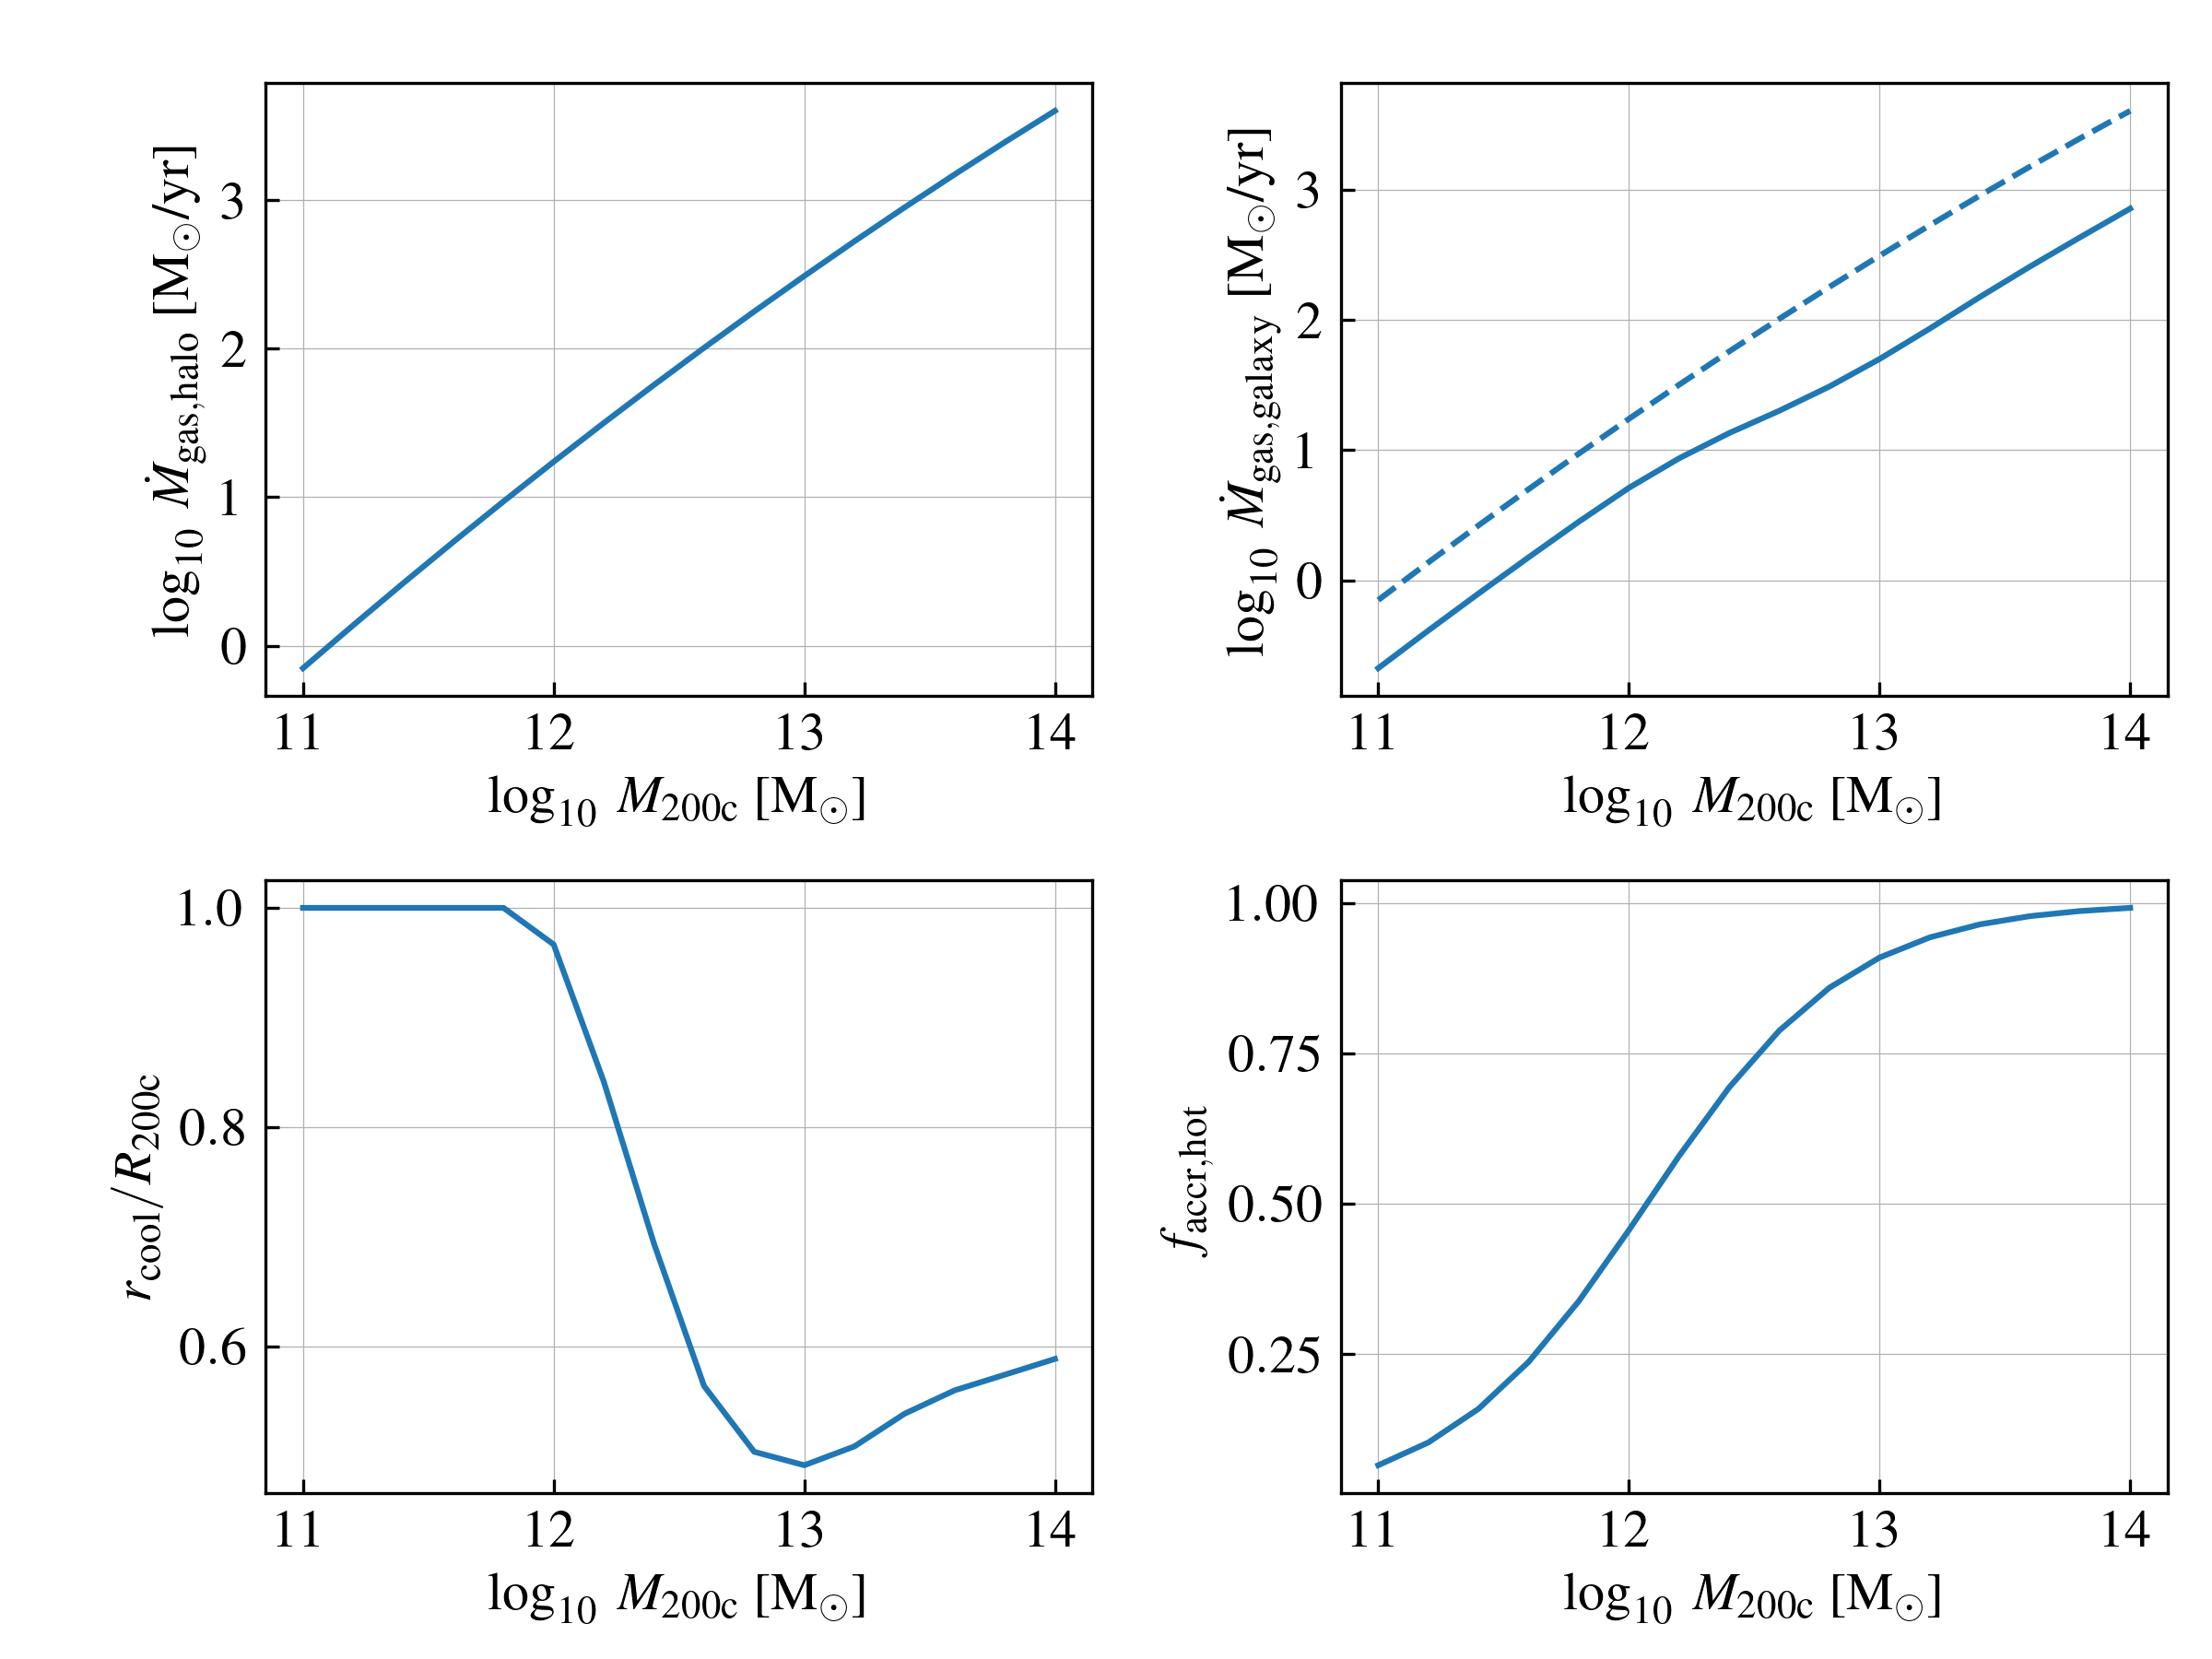 log₁₀ Ṁgas,halo [M⊙/yr]
3
2
1
0
11 12 13 14
log₁₀ M200c [M⊙]
log₁₀ Ṁgas,galaxy [M⊙/yr]
3
2
1
0
11 12 13 14
log₁₀ M200c [M⊙]
rcool/R200c
1.0
0.8
0.6
11 12 13 14
log₁₀ M200c [M⊙]
faccr,hot
1.00
0.75
0.50
0.25
11 12 13 14
log₁₀ M200c [M⊙]